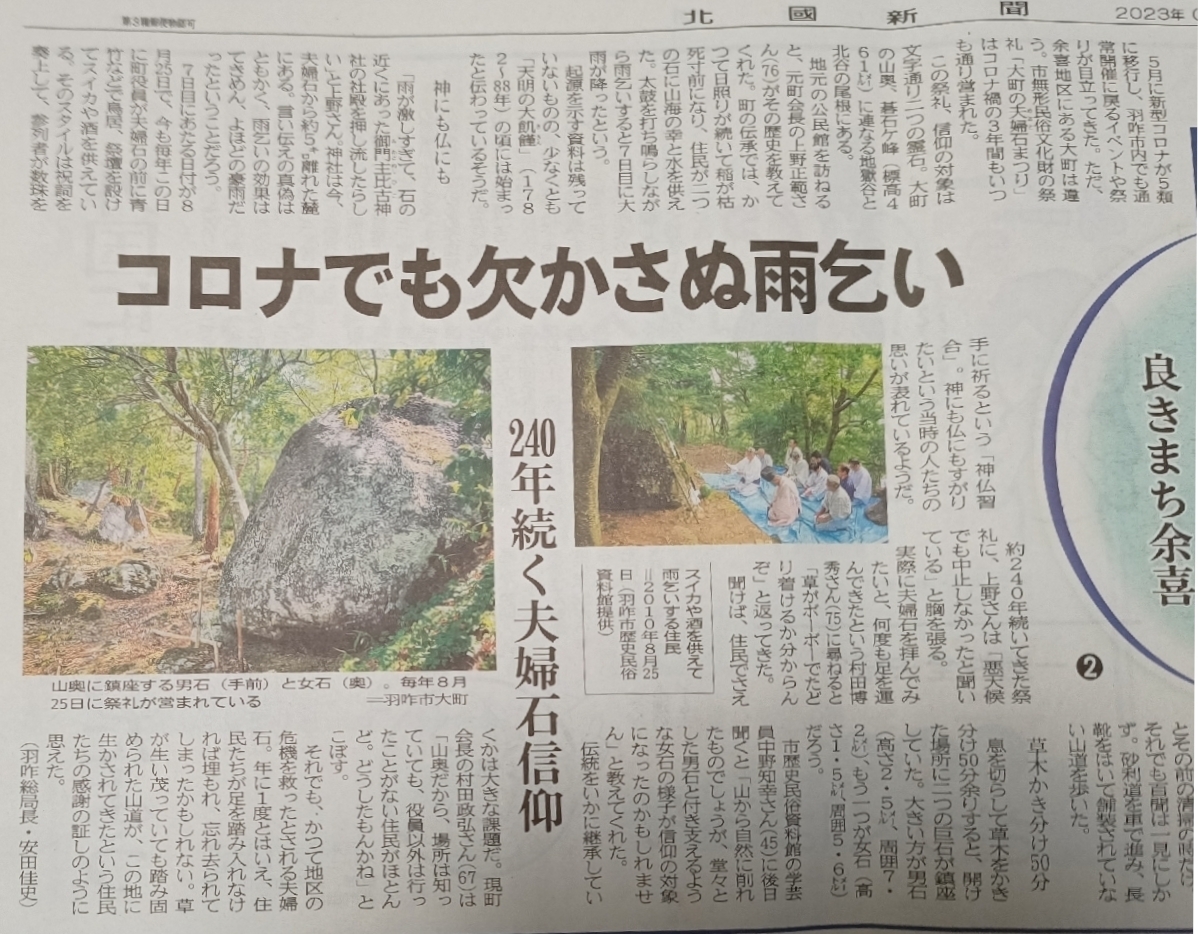 第3種郵便物認可
北國新聞
2023年(
良きまち余喜
❷
コロナでも欠かさぬ雨乞い
240年続く夫婦石信仰
5月に新型コロナが5類
に移行し、羽咋市内でも通
常開催に戻るイベントや祭
りが目立ってきた。ただ、
余喜地区にある大町は違
う。市無形民俗文化財の祭
礼「大町の夫婦石まつり」
はコロナ禍の3年間もいつ
も通り営まれた。
この祭礼、信仰の対象は
文字通り二つの霊石。大町
の山奥、碁石ケ峰(標高4
61㍍)に連なる地獄谷と
北谷の尾根にある。
地元の公民館を訪ねる
と、元町会長の上野正範さ
ん(76)がその歴史を教えて
くれた。町の伝承では、か
つて日照りが続いて稲が枯
死寸前になり、住民が二つ
の石に山海の幸と水を供え
た。太鼓を打ち鳴らしなが
ら雨乞いすると7日目に大
雨が降ったという。
起源を示す資料は残って
いないものの、少なくとも
「天明の大飢饉」(178
2~88年)の頃には始まっ
たと伝わっているそうだ。
神にも仏にも
「雨が激しすぎて、石の
近くにあった御門主比古神
社の社殿を押し流したらし
い」と上野さん。神社は今、
夫婦石から約5㌔離れた麓
にある。言い伝えの真偽は
ともかく、雨乞いの効果は
てきめん、よほどの豪雨だ
ったということだろう。
7日目にあたる日付が8
月25日で、今も毎年この日
に町役員が夫婦石の前に青
竹などで鳥居、祭壇を設け
てスイカや酒を供えてい
る。そのスタイルは祝詞を
奏上して、参列者が数珠を
手に祈るという「神仏習
合」。神にも仏にもすがり
たいという当時の人たちの
思いが表れているようだ。
約240年続いてきた祭
礼に、上野さんは「悪天候
でも中止しなかったと聞い
ている」と胸を張る。
実際に夫婦石を拝んでみ
たいと、何度も足を運
んできたという村田博
秀さん(75)に尋ねると
「草がボーボーでたど
り着けるか分からん
ぞ」と返ってきた。
聞けば、住民でさえ
とその前の清掃の時だけ
それでも百聞は一見にしか
ず。砂利道を車で進み、長
靴をはいて舗装されていな
い山道を歩いた。
草木かき分け50分
息を切らして草木をかき
分け50分余りすると、開け
た場所に二つの巨石が鎮座
していた。大きい方が男石
(高さ2・5㍍、周囲7・
2㍍)、もう一つが女石(高
さ1・5㍍、周囲5・6㍍)
だろう。
市歴史民俗資料館の学芸
員中野知幸さん(45)に後日
聞くと「山から自然に削れ
たものでしょうが、堂々と
した男石と付き支えるよう
な女石の様子が信仰の対象
になったのかもしれませ
ん」と教えてくれた。
伝統をいかに継承してい
くかは大きな課題だ。現町
会長の村田政弘さん(67)は
「山奥だから、場所は知っ
ていても、役員以外は行っ
たことがない住民がほとん
ど。どうしたもんかね」と
こぼす。
それでも、かつて地区の
危機を救ったとされる夫婦
石。年に1度とはいえ、住
民たちが足を踏み入れなけ
れば埋もれ、忘れ去られて
しまったかもしれない。草
が生い茂っていても踏み固
められた山道が、この地に
生かされてきたという住民
たちの感謝の証しのように
思えた。
(羽咋総局長・安田佳史)
スイカや酒を供えて
雨乞いする住民
=2010年8月25
日(羽咋市歴史民俗
資料館提供)
山奥に鎮座する男石(手前)と女石(奥)。毎年8月
25日に祭礼が営まれている =羽咋市大町